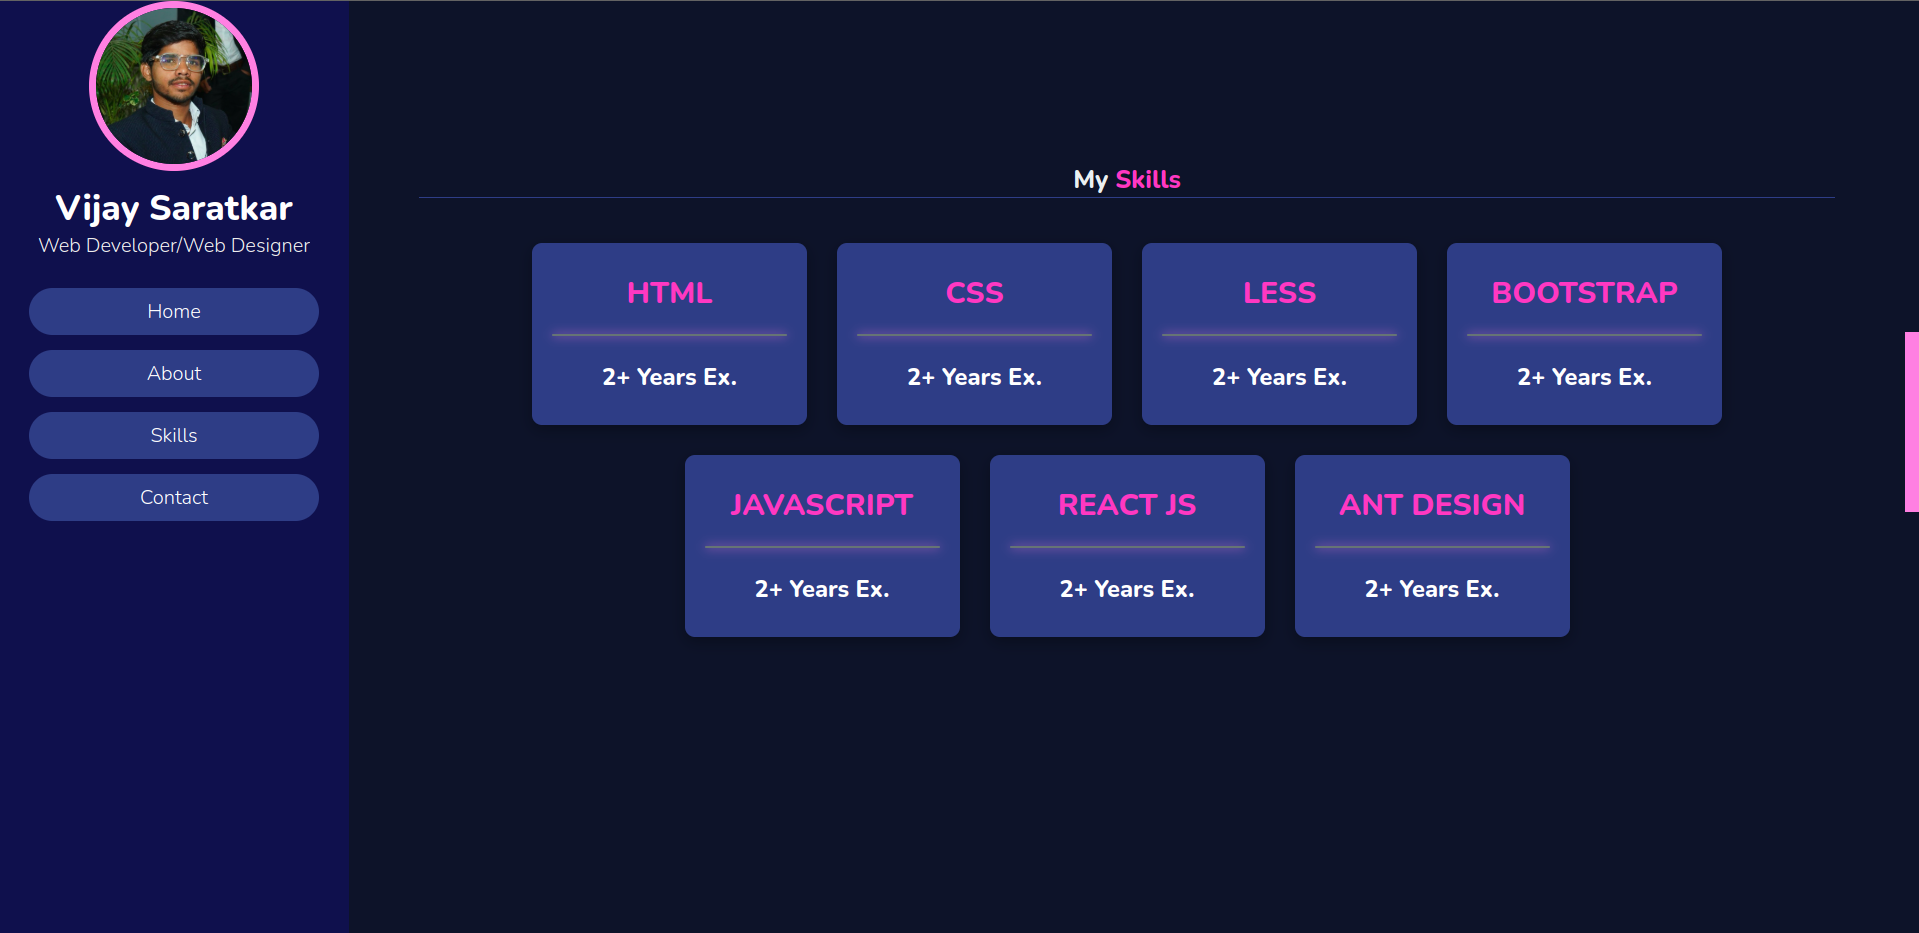 Vijay Saratkar
Web Developer/Web Designer
Home
About
Skills
Contact
My Skills
HTML
2+ Years Ex.
CSS
2+ Years Ex.
LESS
2+ Years Ex.
BOOTSTRAP
2+ Years Ex.
JAVASCRIPT
2+ Years Ex.
REACT JS
2+ Years Ex.
ANT DESIGN
2+ Years Ex.